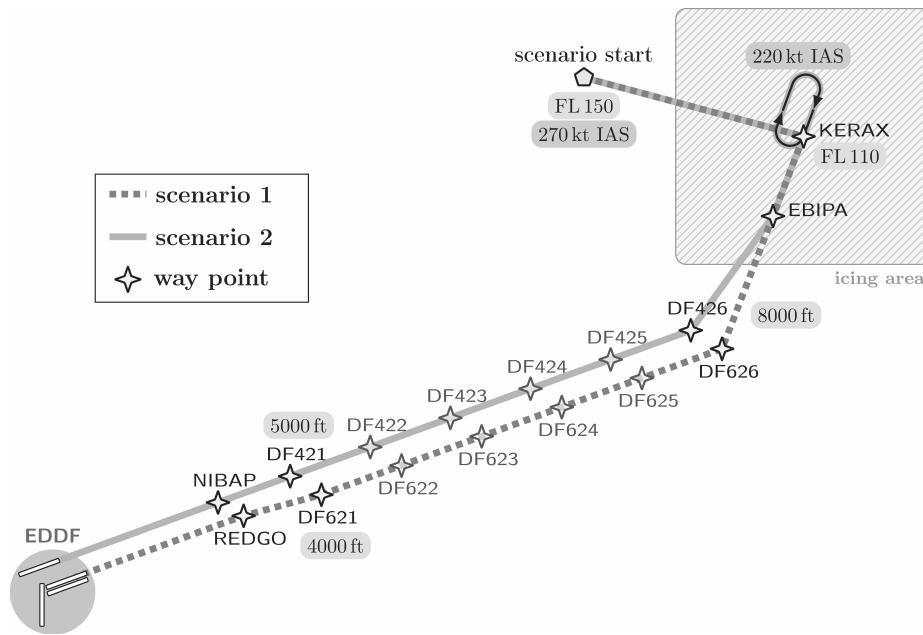 scenario start
220 kt IAS
FL 150
270 kt IAS
KERAX
FL 110
scenario 1
scenario 2
way point
EBIPA
icing area
DF426
8000 ft
DF425
DF626
DF424
DF625
DF423
DF624
5000 ft
DF422
DF623
DF421
DF622
NIBAP
DF621
REDGO
4000 ft
EDDF